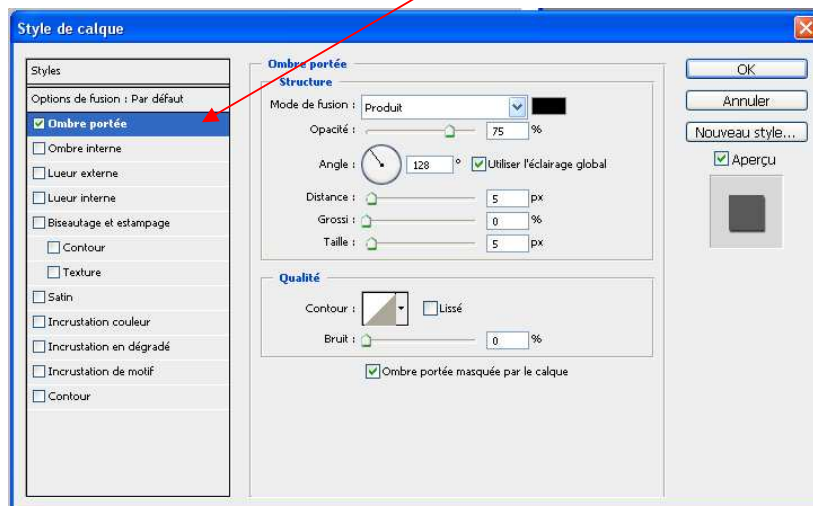 Style de calque
Styles
Options de fusion : Par défaut
Ombre portée
Ombre interne
Lueur externe
Lueur interne
Biseautage et estampage
Contour
Texture
Satin
Incrustation couleur
Incrustation en dégradé
Incrustation de motif
Contour
Ombre portée
Structure
Mode de fusion : Produit
Opacité : 75 %
Angle : 128 ° Utiliser l'éclairage global
Distance : 5 px
Grossi : 0 %
Taille : 5 px
Qualité
Contour : Lissé
Bruit : 0 %
Ombre portée masquée par le calque
OK
Annuler
Nouveau style...
Aperçu